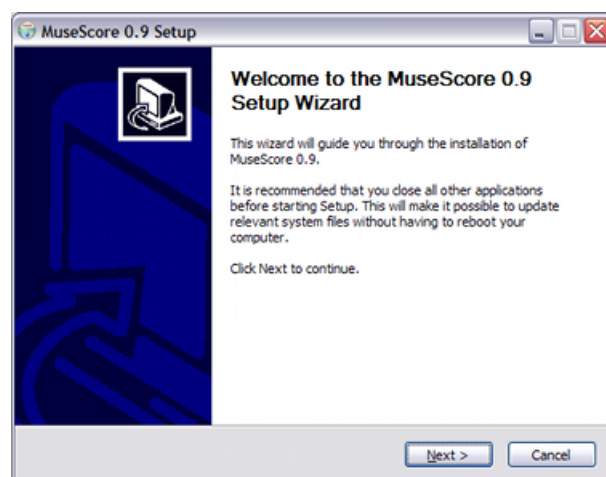 MuseScore 0.9 Setup
Welcome to the MuseScore 0.9
Setup Wizard
This wizard will guide you through the installation of
MuseScore 0.9.
It is recommended that you close all other applications
before starting Setup. This will make it possible to update
relevant system files without having to reboot your
computer.
Click Next to continue.
Next >
Cancel